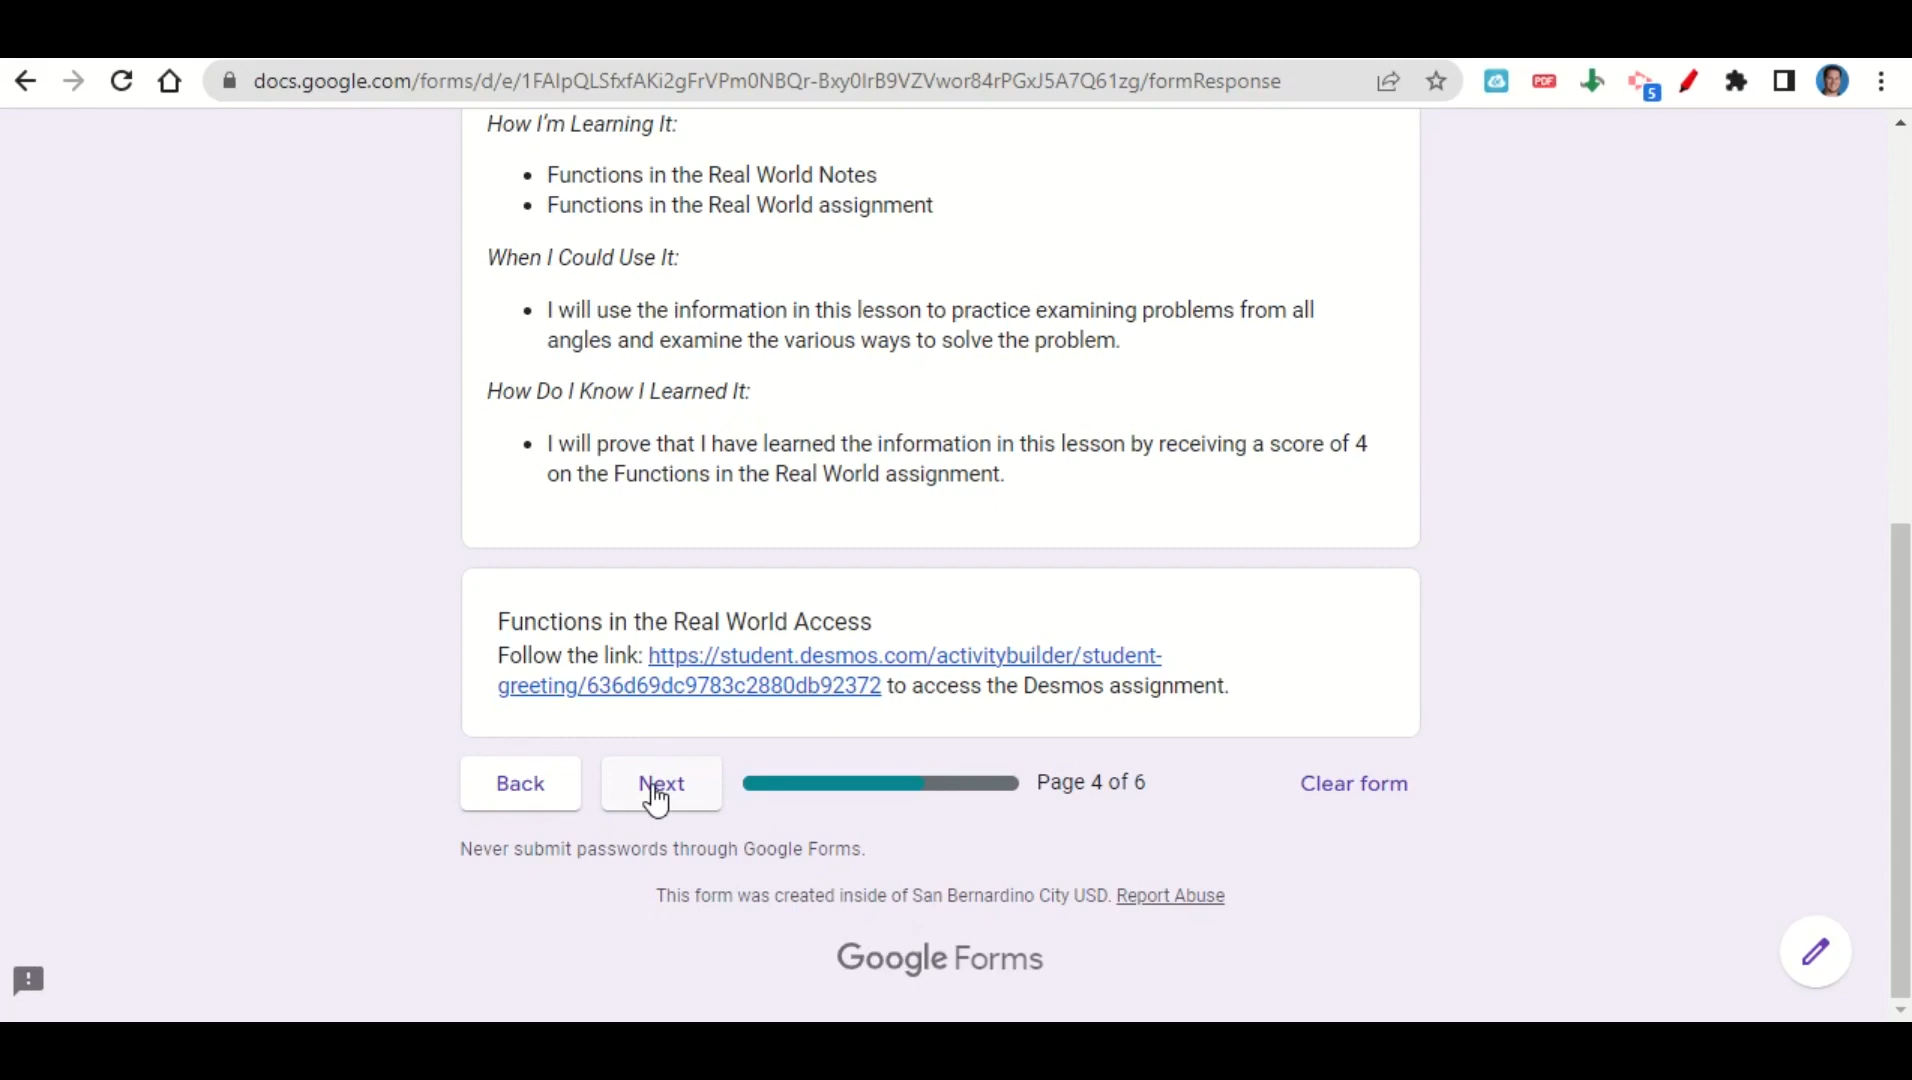 docs.google.com/forms/d/e/1FAIpQLSfxfAKi2gFrVPm0NBQr-Bxy0IrB9VZVwor84rPGxJ5A7Q61zg/formResponse
PDF
5
How I'm Learning It:
• Functions in the Real World Notes
• Functions in the Real World assignment
When I Could Use It:
• I will use the information in this lesson to practice examining problems from all
angles and examine the various ways to solve the problem.
How Do I Know I Learned It:
• I will prove that I have learned the information in this lesson by receiving a score of 4
on the Functions in the Real World assignment.
Functions in the Real World Access
Follow the link: https://student.desmos.com/activitybuilder/student-
greeting/636d69dc9783c2880db92372 to access the Desmos assignment.
Back
Next
Page 4 of 6
Clear form
Never submit passwords through Google Forms.
This form was created inside of San Bernardino City USD. Report Abuse
Google Forms